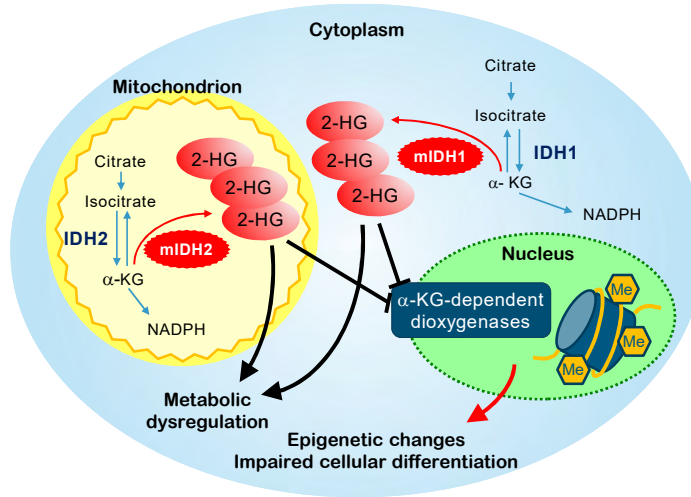 Cytoplasm
Mitochondrion
Citrate
Isocitrate
IDH2
α-KG
NADPH
mIDH2
2-HG
2-HG
2-HG
2-HG
2-HG
2-HG
mIDH1
Citrate
Isocitrate
IDH1
α- KG
NADPH
Nucleus
α-KG-dependent
dioxygenases
Me
Me
Me
Metabolic
dysregulation
Epigenetic changes
Impaired cellular differentiation